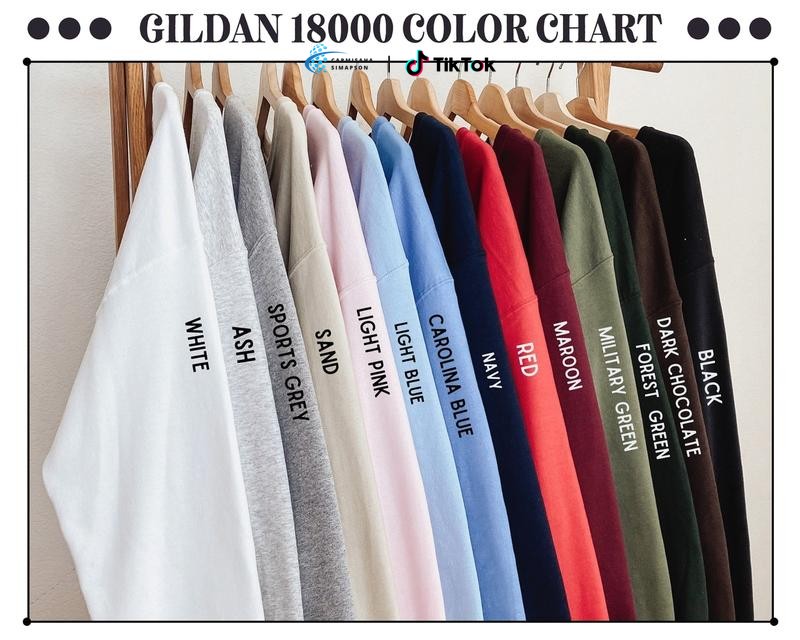 GILDAN 18000 COLOR CHART
CARMISANA
SIMAPSON
TikTok
WHITE
ASH
SPORTS GREY
SAND
LIGHT PINK
LIGHT BLUE
CAROLINA BLUE
NAVY
RED
MAROON
MILITARY GREEN
FOREST GREEN
DARK CHOCOLATE
BLACK